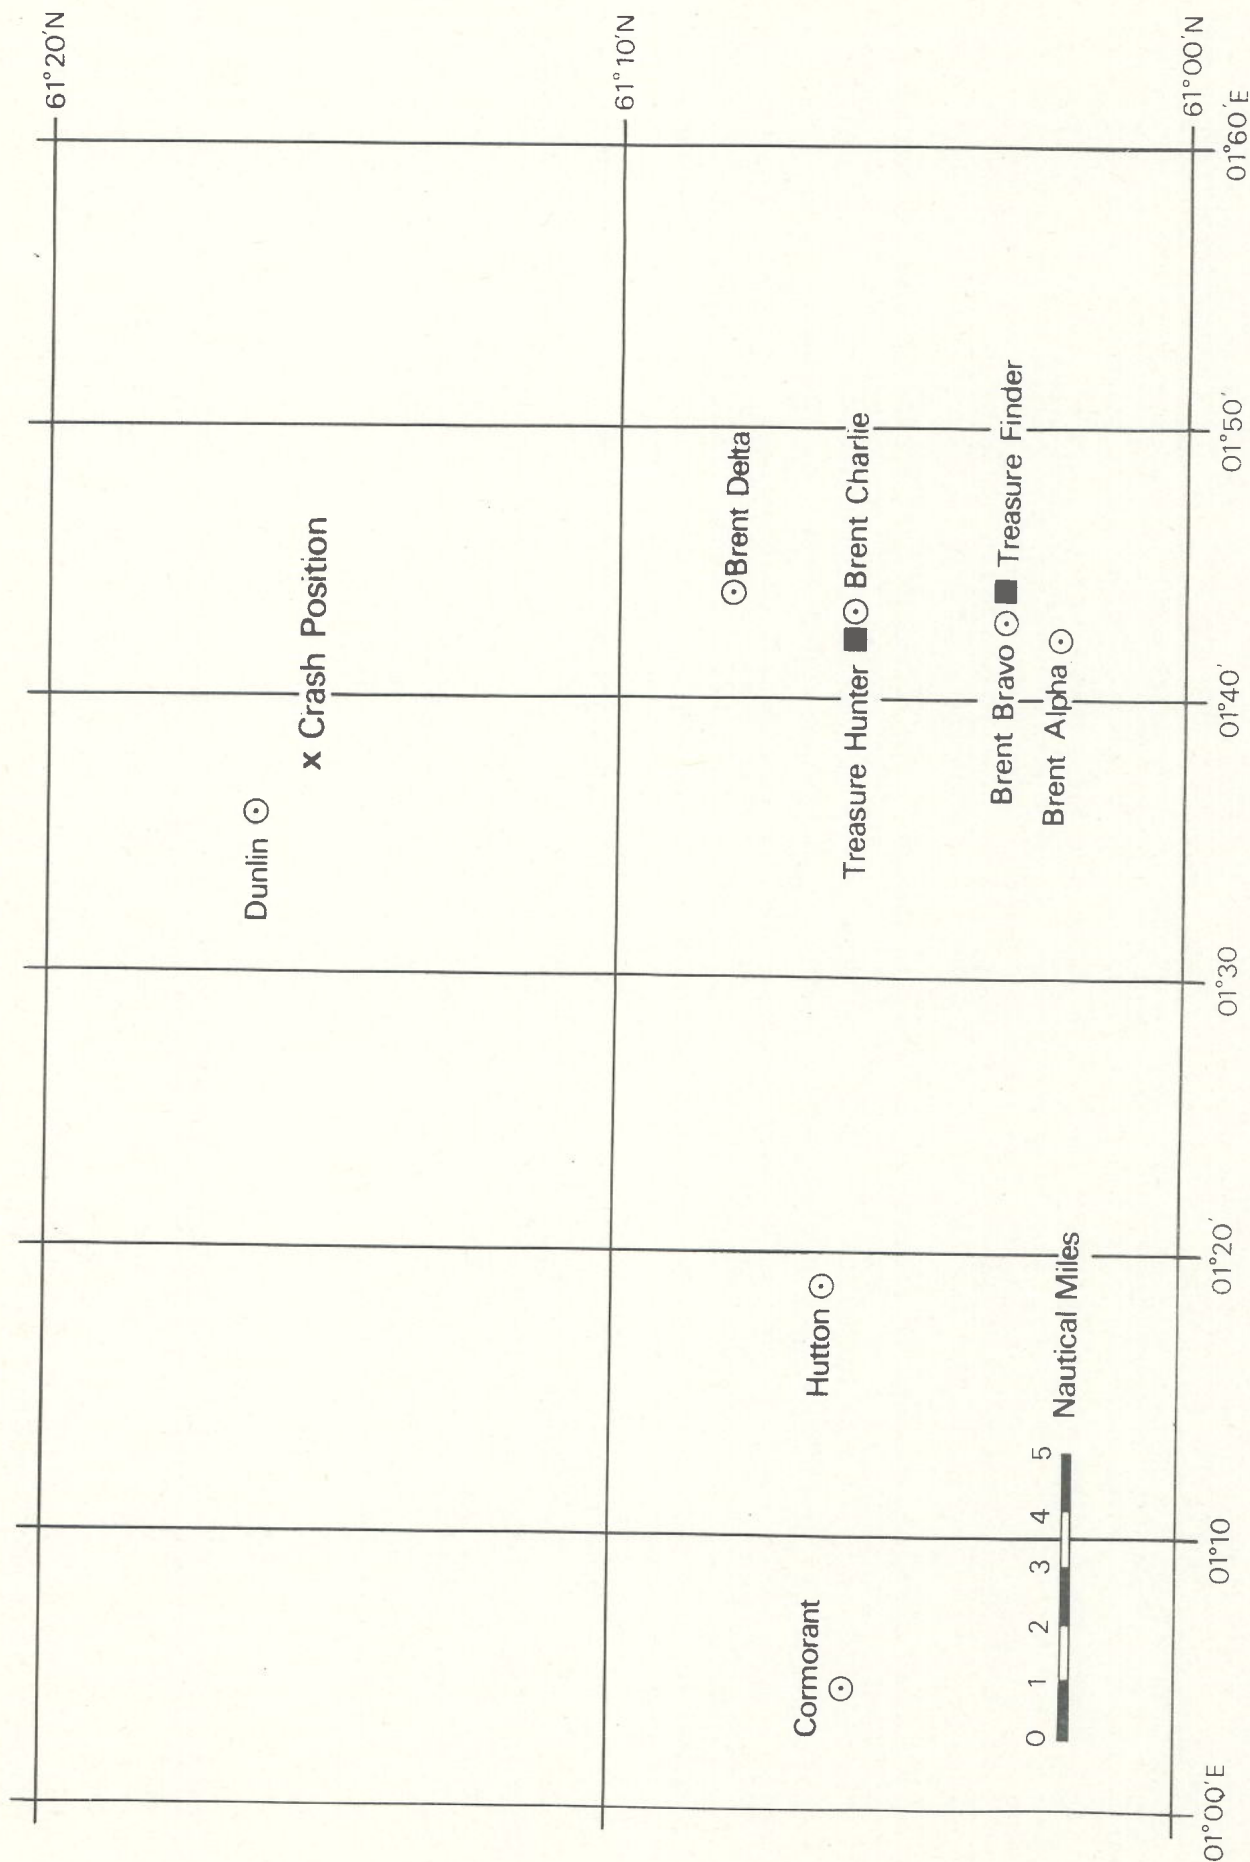 61°20′N
Dunlin
x Crash Position
61°10′N
Brent Delta
Cormorant
Hutton
Treasure Hunter
Brent Charlie
Brent Bravo
Treasure Finder
Brent Alpha
0 1 2 3 4 5
Nautical Miles
61°00′N
01°00′E
01°10
01°20′
01°30
01°40′
01°50′
01°60′E